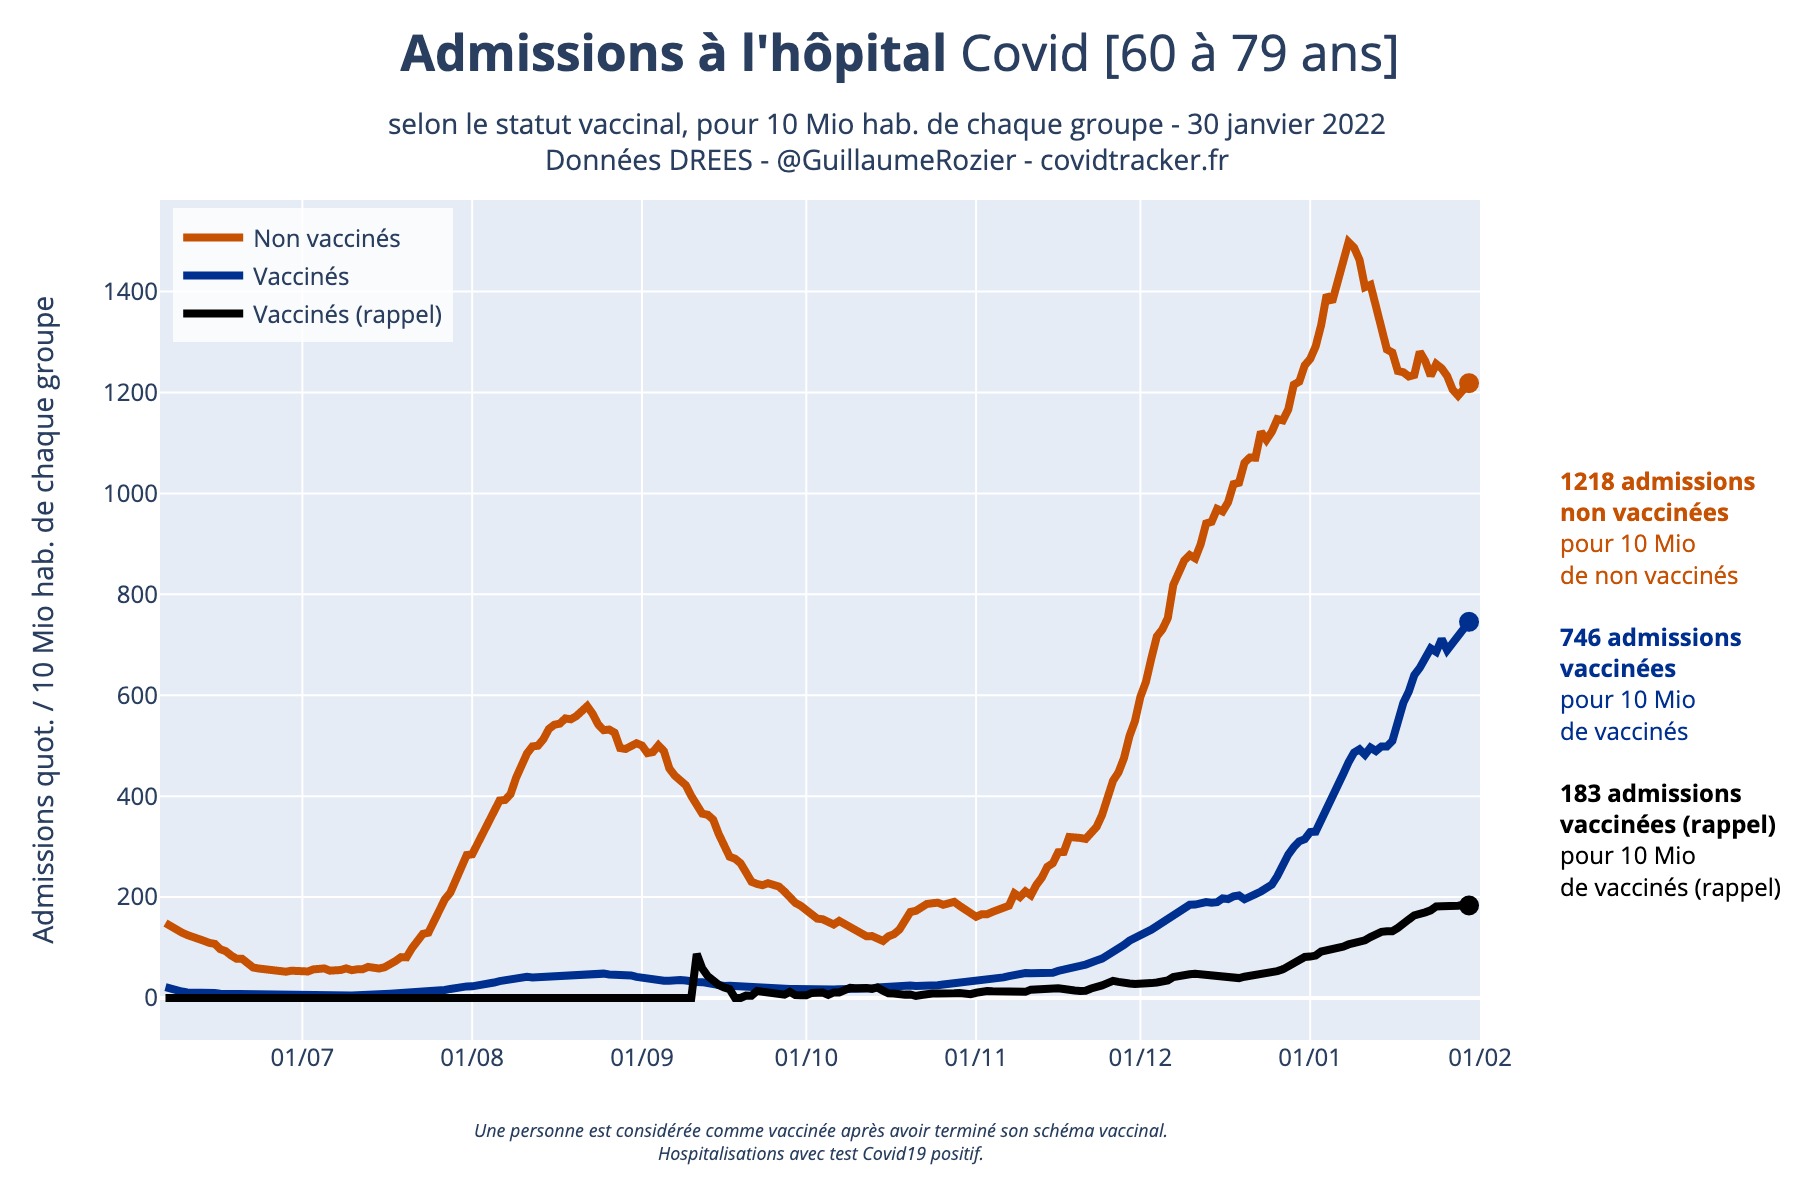 Admissions à l'hôpital Covid [60 à 79 ans]
selon le statut vaccinal, pour 10 Mio hab. de chaque groupe - 30 janvier 2022
Données DREES - @GuillaumeRozier - covidtracker.fr
Non vaccinés
Vaccinés
Vaccinés (rappel)
Admissions quot. / 10 Mio hab. de chaque groupe
1400
1200
1000
800
600
400
200
0
01/07
01/08
01/09
01/10
01/11
01/12
01/01
01/02
1218 admissions
non vaccinées
pour 10 Mio
de non vaccinés
746 admissions
vaccinées
pour 10 Mio
de vaccinés
183 admissions
vaccinées (rappel)
pour 10 Mio
de vaccinés (rappel)
Une personne est considérée comme vaccinée après avoir terminé son schéma vaccinal.
Hospitalisations avec test Covid19 positif.